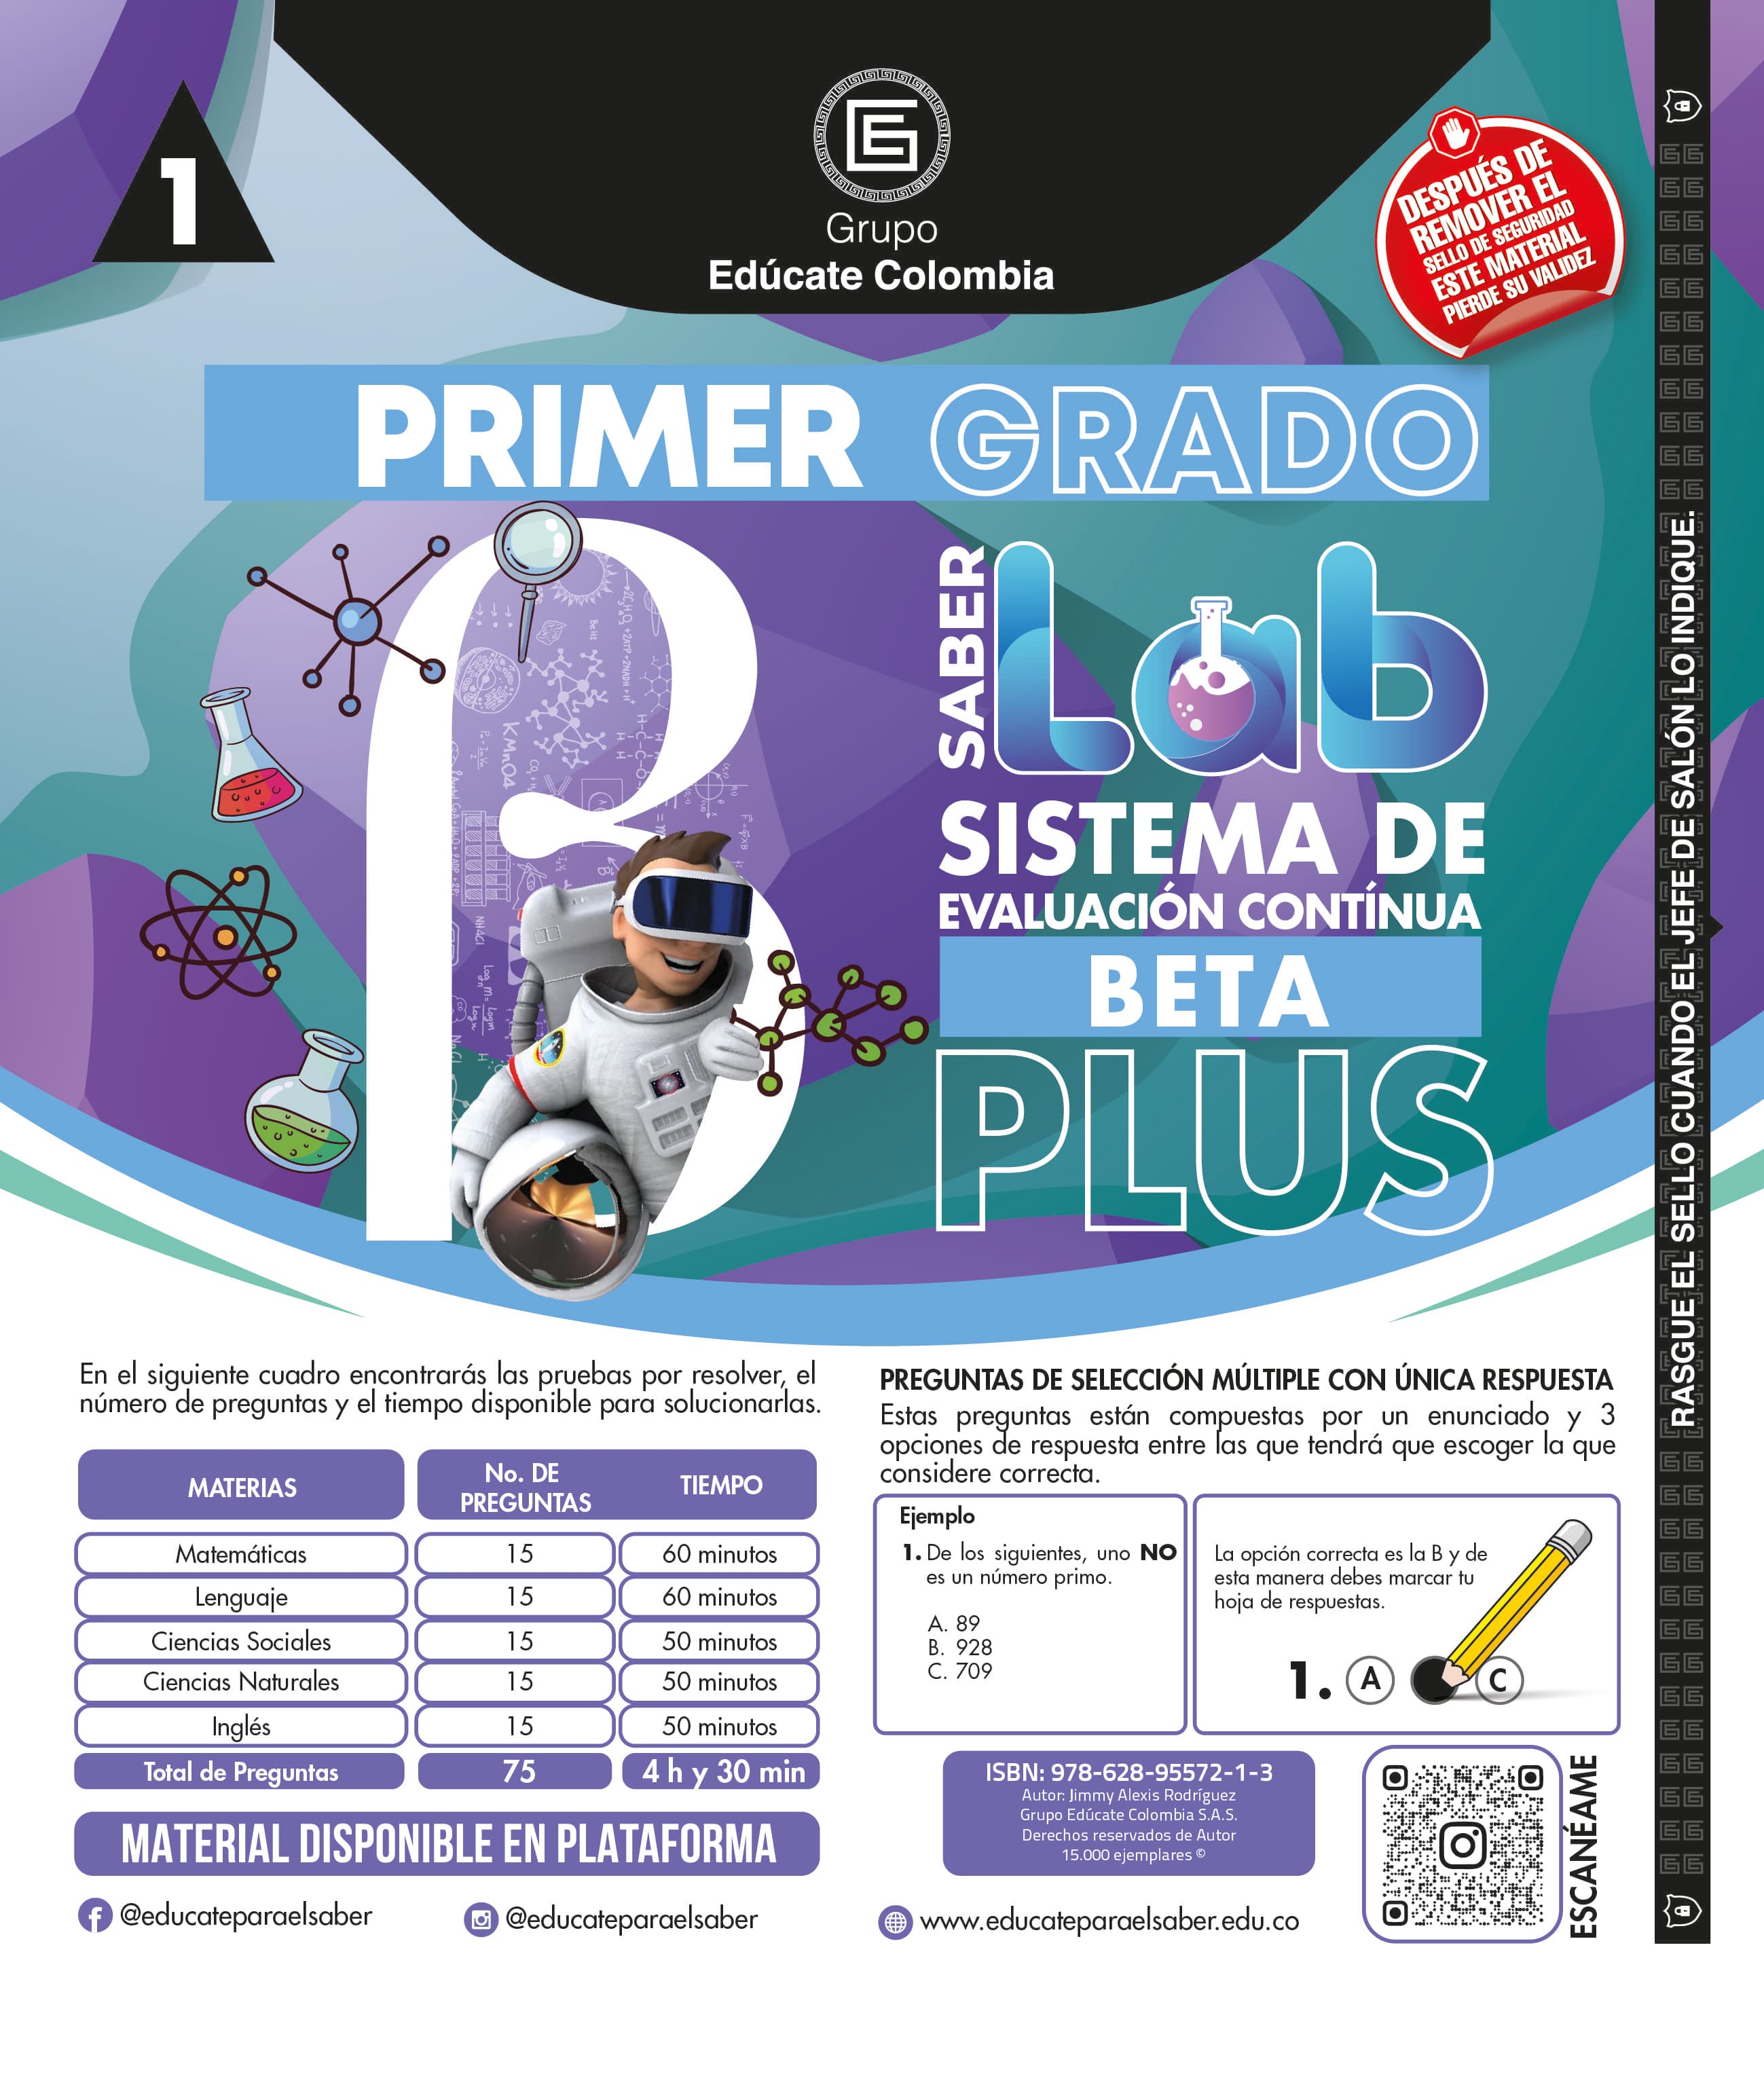 1
Grupo
Edúcate Colombia
DESPUÉS DE
REMOVER EL
SELLO DE SEGURIDAD
ESTE MATERIAL
PIERDE SU VALIDEZ
PRIMER GRADO
SABER
Lab
SISTEMA DE
EVALUACIÓN CONTÍNUA
BETA
PLUS
β
KMnO4
NH4Cl
RASGUE EL SELLO CUANDO EL JEFE DE SALÓN LO INDIQUE.
En el siguiente cuadro encontrarás las pruebas por resolver, el
número de preguntas y el tiempo disponible para solucionarlas.
MATERIAS No. DE PREGUNTAS TIEMPO
Matemáticas 15 60 minutos
Lenguaje 15 60 minutos
Ciencias Sociales 15 50 minutos
Ciencias Naturales 15 50 minutos
Inglés 15 50 minutos
Total de Preguntas 75 4 h y 30 min
MATERIAL DISPONIBLE EN PLATAFORMA
@educateparaelsaber @educateparaelsaber
PREGUNTAS DE SELECCIÓN MÚLTIPLE CON ÚNICA RESPUESTA
Estas preguntas están compuestas por un enunciado y 3
opciones de respuesta entre las que tendrá que escoger la que
considere correcta.
Ejemplo
1. De los siguientes, uno NO
es un número primo.
A. 89
B. 928
C. 709
La opción correcta es la B y de
esta manera debes marcar tu
hoja de respuestas.
1. A C
ISBN: 978-628-95572-1-3
Autor: Jimmy Alexis Rodríguez
Grupo Edúcate Colombia S.A.S.
Derechos reservados de Autor
15.000 ejemplares ©
www.educateparaelsaber.edu.co
ESCANÉAME